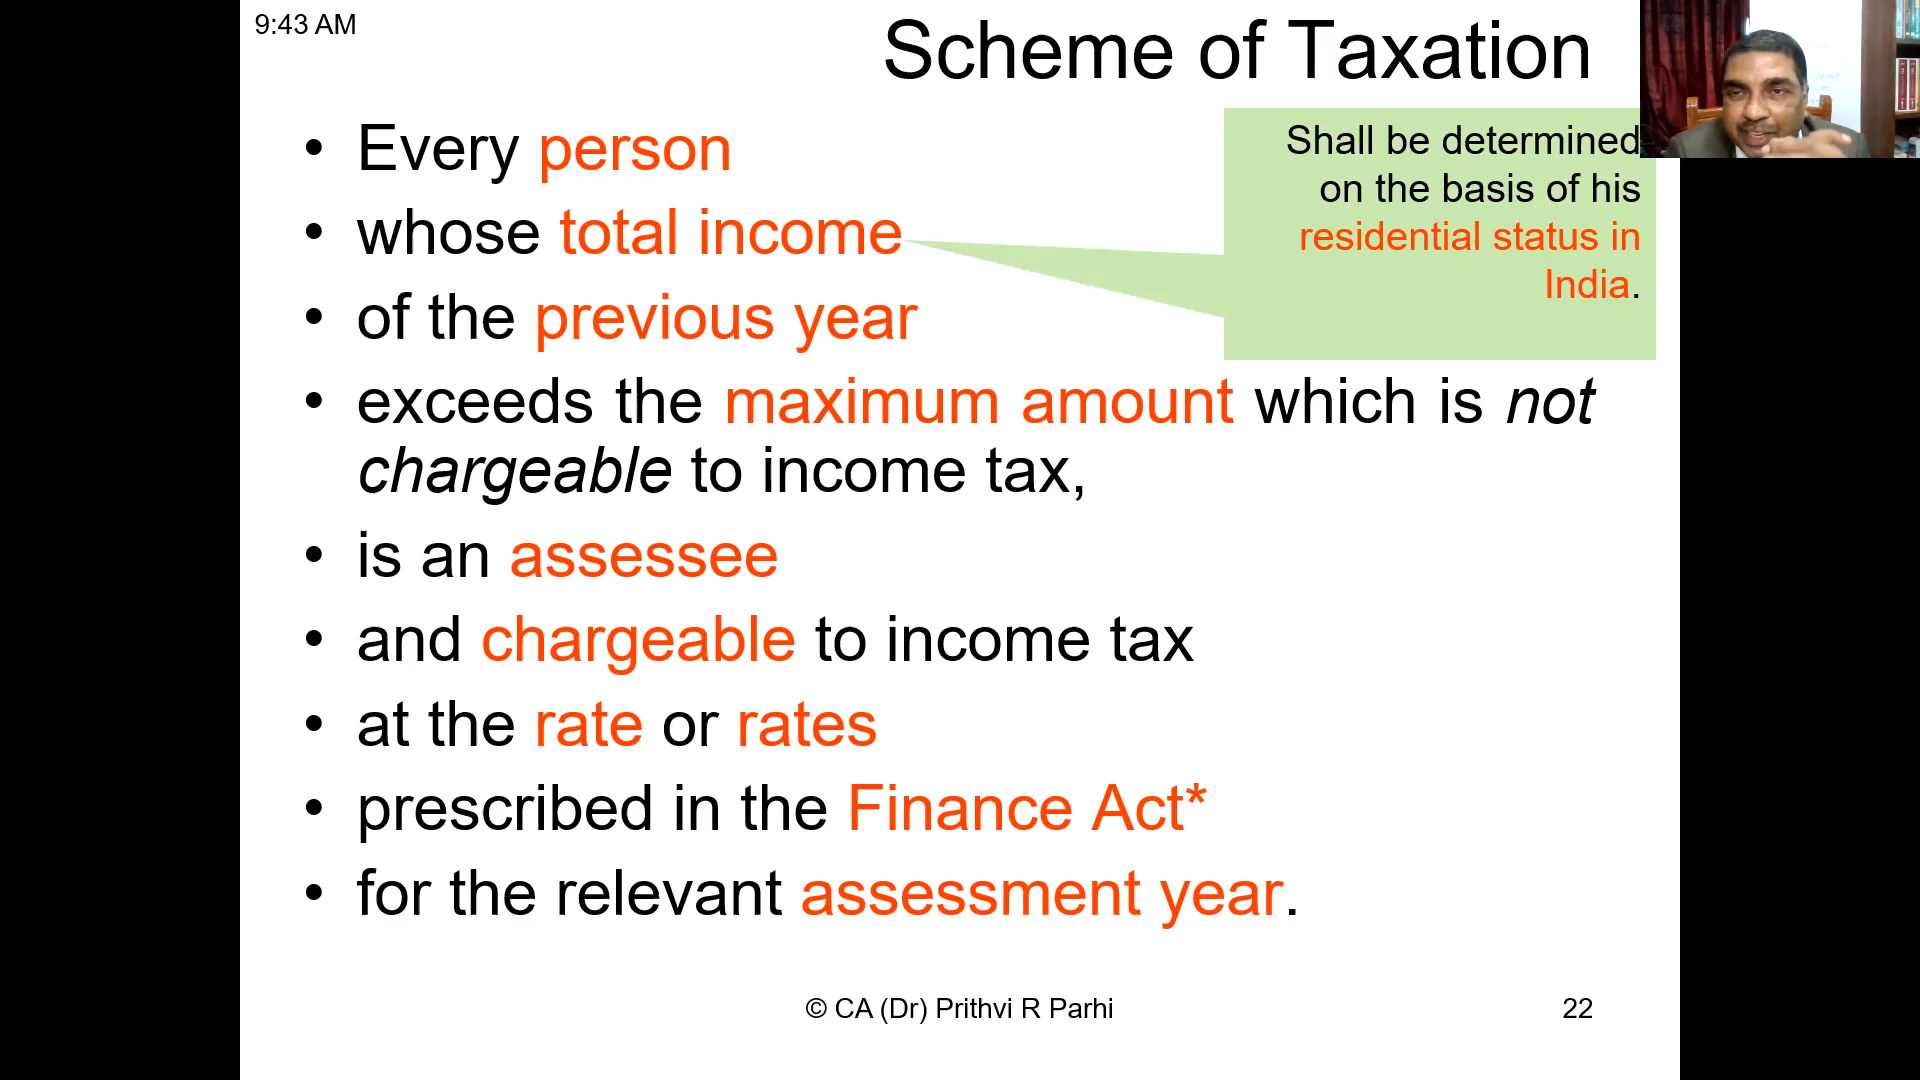 9:43 AM
Scheme of Taxation
• Every person
• whose total income
• of the previous year
• exceeds the maximum amount which is not
chargeable to income tax,
• is an assessee
• and chargeable to income tax
• at the rate or rates
• prescribed in the Finance Act*
• for the relevant assessment year.
Shall be determined
on the basis of his
residential status in
India.
© CA (Dr) Prithvi R Parhi
22